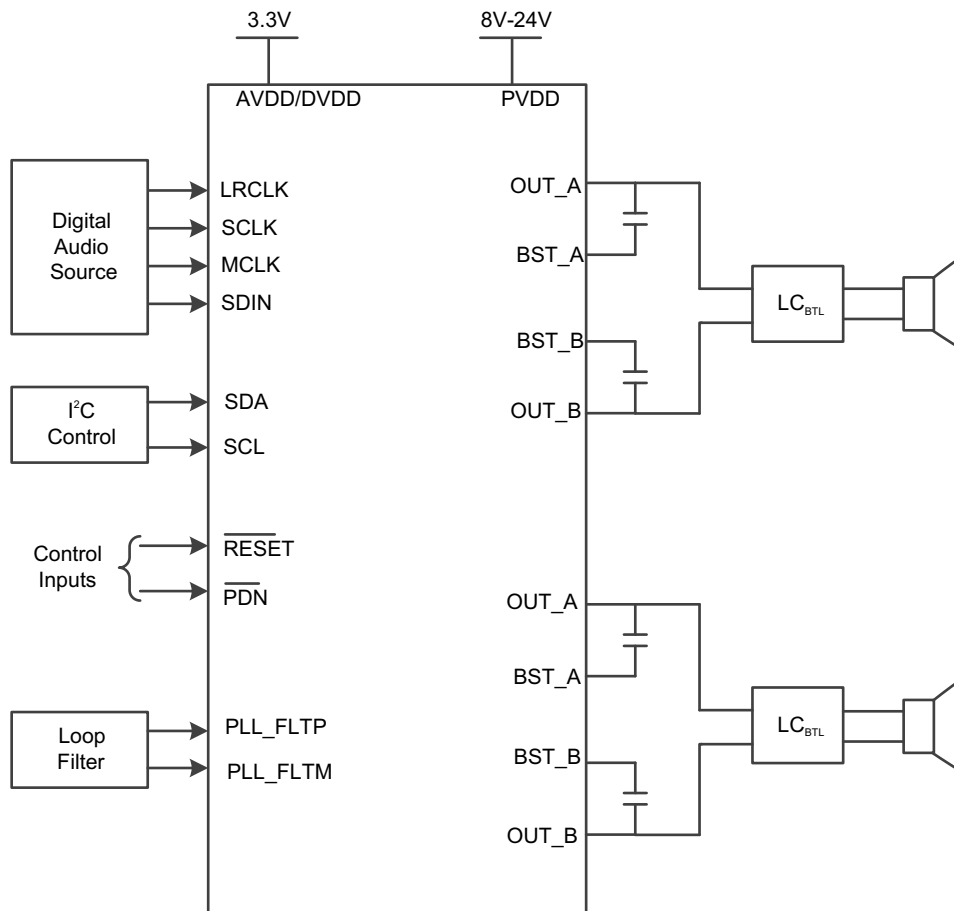 3.3V
8V-24V
AVDD/DVDD
PVDD
Digital
Audio
Source
LRCLK
SCLK
MCLK
SDIN
I²C
Control
SDA
SCL
Control
Inputs
RESET
PDN
Loop
Filter
PLL_FLTP
PLL_FLTM
OUT_A
BST_A
BST_B
OUT_B
LC_BTL
OUT_A
BST_A
BST_B
OUT_B
LC_BTL